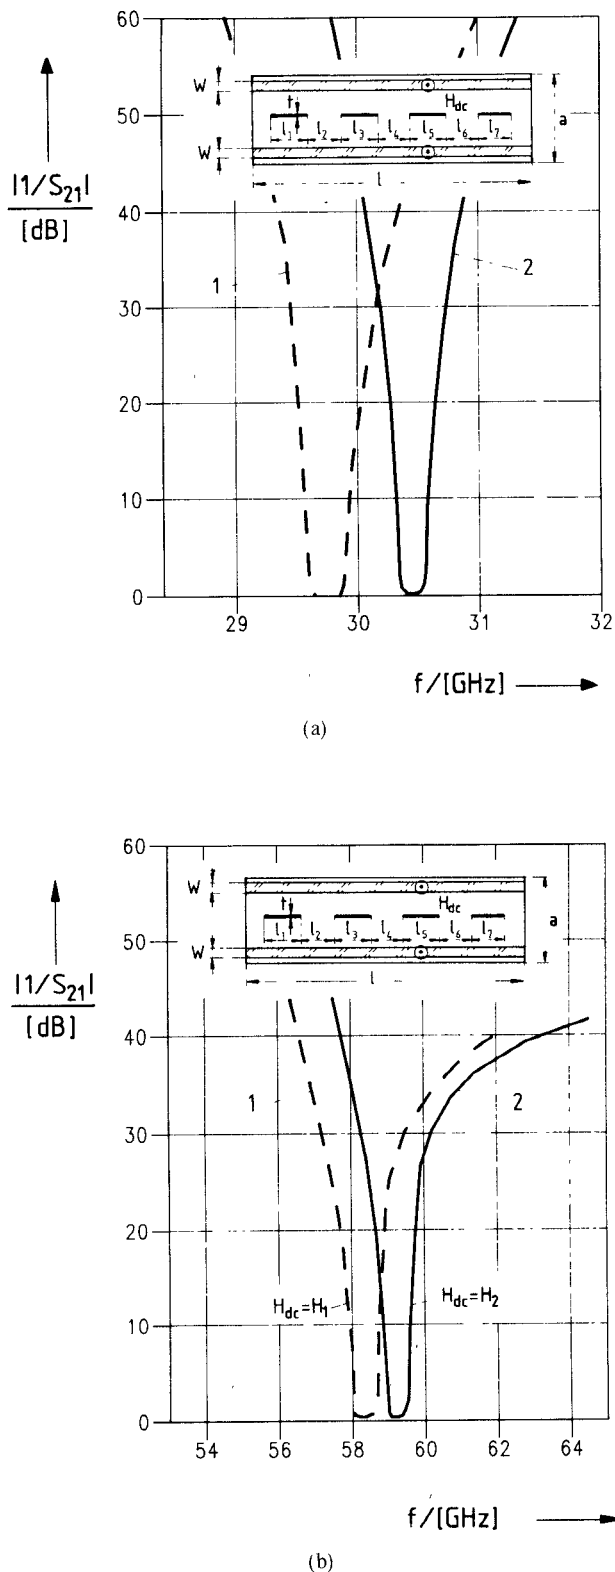 60
50
40
30
20
10
0
|1/S21|
[dB]
W
W
t
Hdc
a
l1 l2 l3 l4 l5 l6 l7
l
1
2
29 30 31 32
f/[GHz]
(a)
60
50
40
30
20
10
0
|1/S21|
[dB]
W
W
t
Hdc
a
l1 l2 l3 l4 l5 l6 l7
l
1
2
Hdc=H1
Hdc=H2
54 56 58 60 62 64
f/[GHz]
(b)